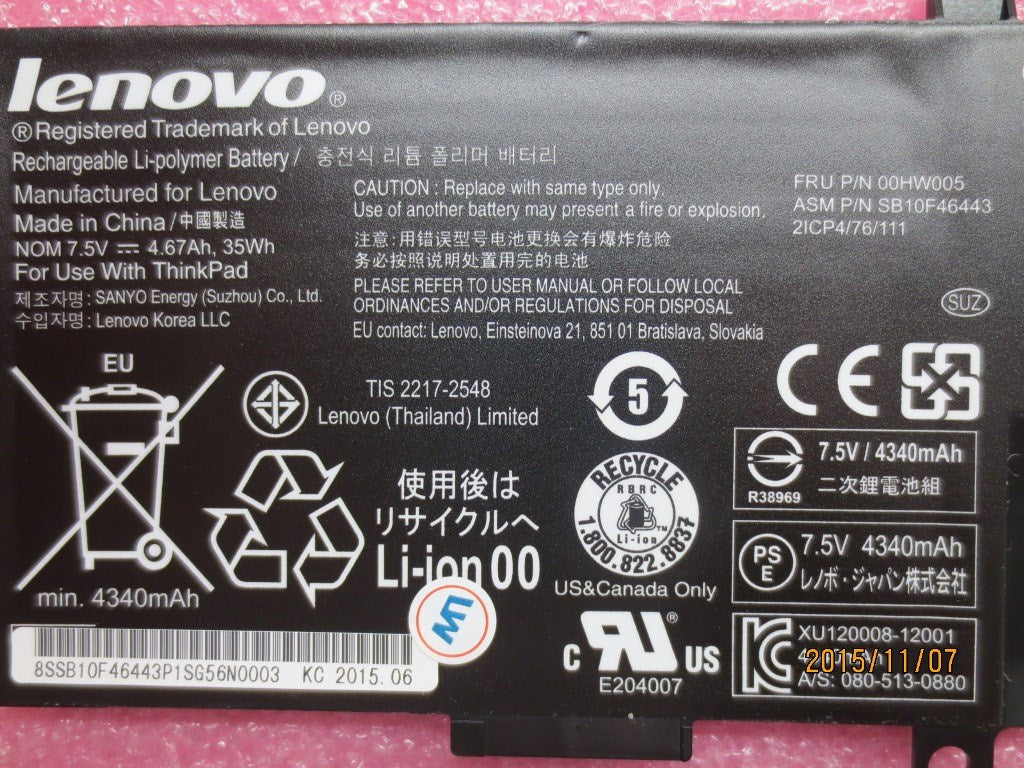 lenovo®
®Registered Trademark of Lenovo
Rechargeable Li-polymer Battery / 충전식 리튬 폴리머 배터리
Manufactured for Lenovo
Made in China / 中國製造
NOM 7.5V ⎓ 4.67Ah, 35Wh
For Use With ThinkPad
제조자명 : SANYO Energy (Suzhou) Co., Ltd.
수입자명 : Lenovo Korea LLC
CAUTION : Replace with same type only.
Use of another battery may present a fire or explosion.
注意: 用错误型号电池更换会有爆炸危险
务必按照说明处置用完的电池
PLEASE REFER TO USER MANUAL OR FOLLOW LOCAL
ORDINANCES AND/OR REGULATIONS FOR DISPOSAL
EU contact: Lenovo, Einsteinova 21, 851 01 Bratislava, Slovakia
FRU P/N 00HW005
ASM P/N SB10F46443
2ICP4/76/111
SUZ
EU
min. 4340mAh
TIS 2217-2548
Lenovo (Thailand) Limited
使用後は
リサイクルへ
Li-ion 00
5
RECYCLE
RBRC
Li-ion
TM
1.800.822.8837
US&Canada Only
c RU® US
E204007
CE
R38969
7.5V / 4340mAh
二次鋰電池組
PS
E
7.5V 4340mAh
レノボ・ジャパン株式会社
XU120008-12001
A/S: 080-513-0880
2015/11/07
8SSB10F46443P1SG56N0003 KC 2015.06